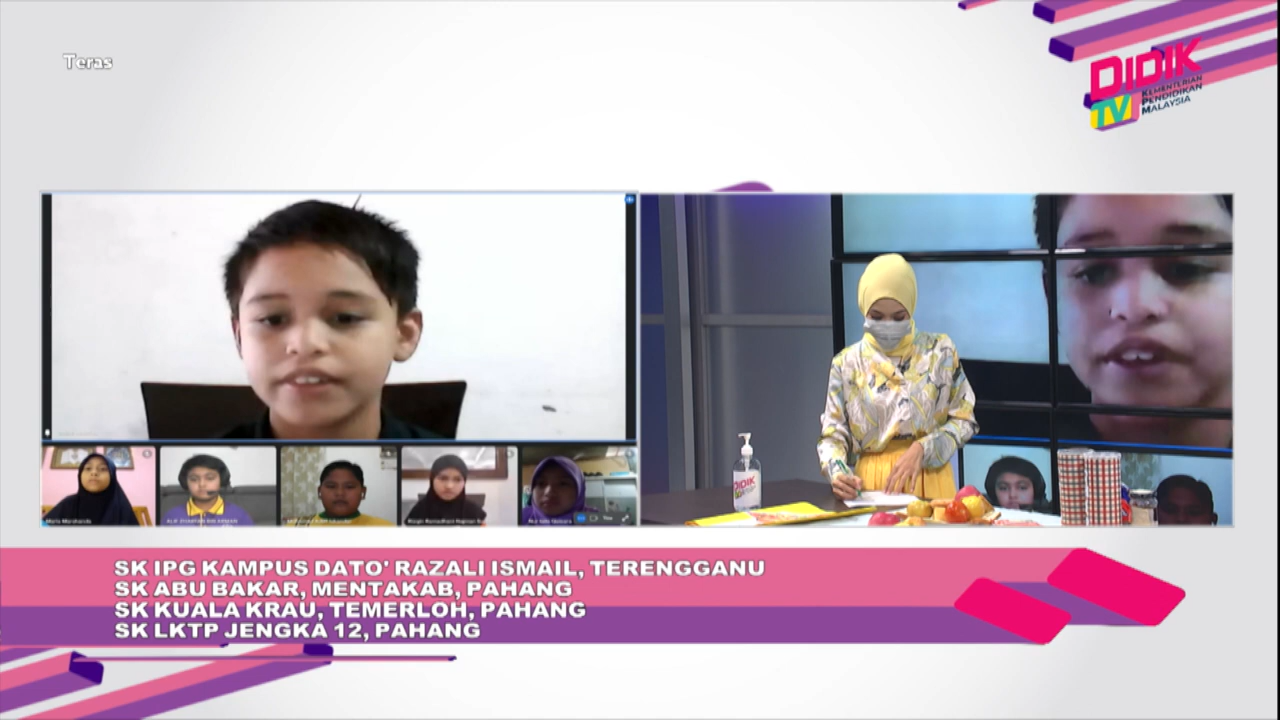 Teras
DIDIK
TV
KEMENTERIAN
PENDIDIKAN
MALAYSIA
DIDIK
TV
SK IPG KAMPUS DATO' RAZALI ISMAIL, TERENGGANU
SK ABU BAKAR, MENTAKAB, PAHANG
SK KUALA KRAU, TEMERLOH, PAHANG
SK LKTP JENGKA 12, PAHANG